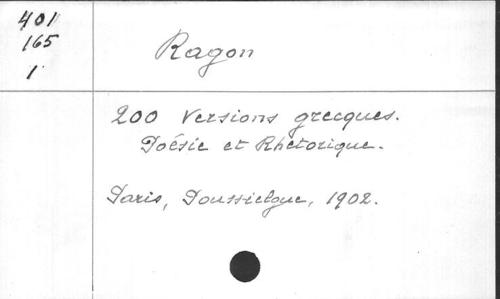 401
165
1
Ragon
200 Versions grecques.
Poésie et Rhétorique.
Paris, Poussielgue, 1902.